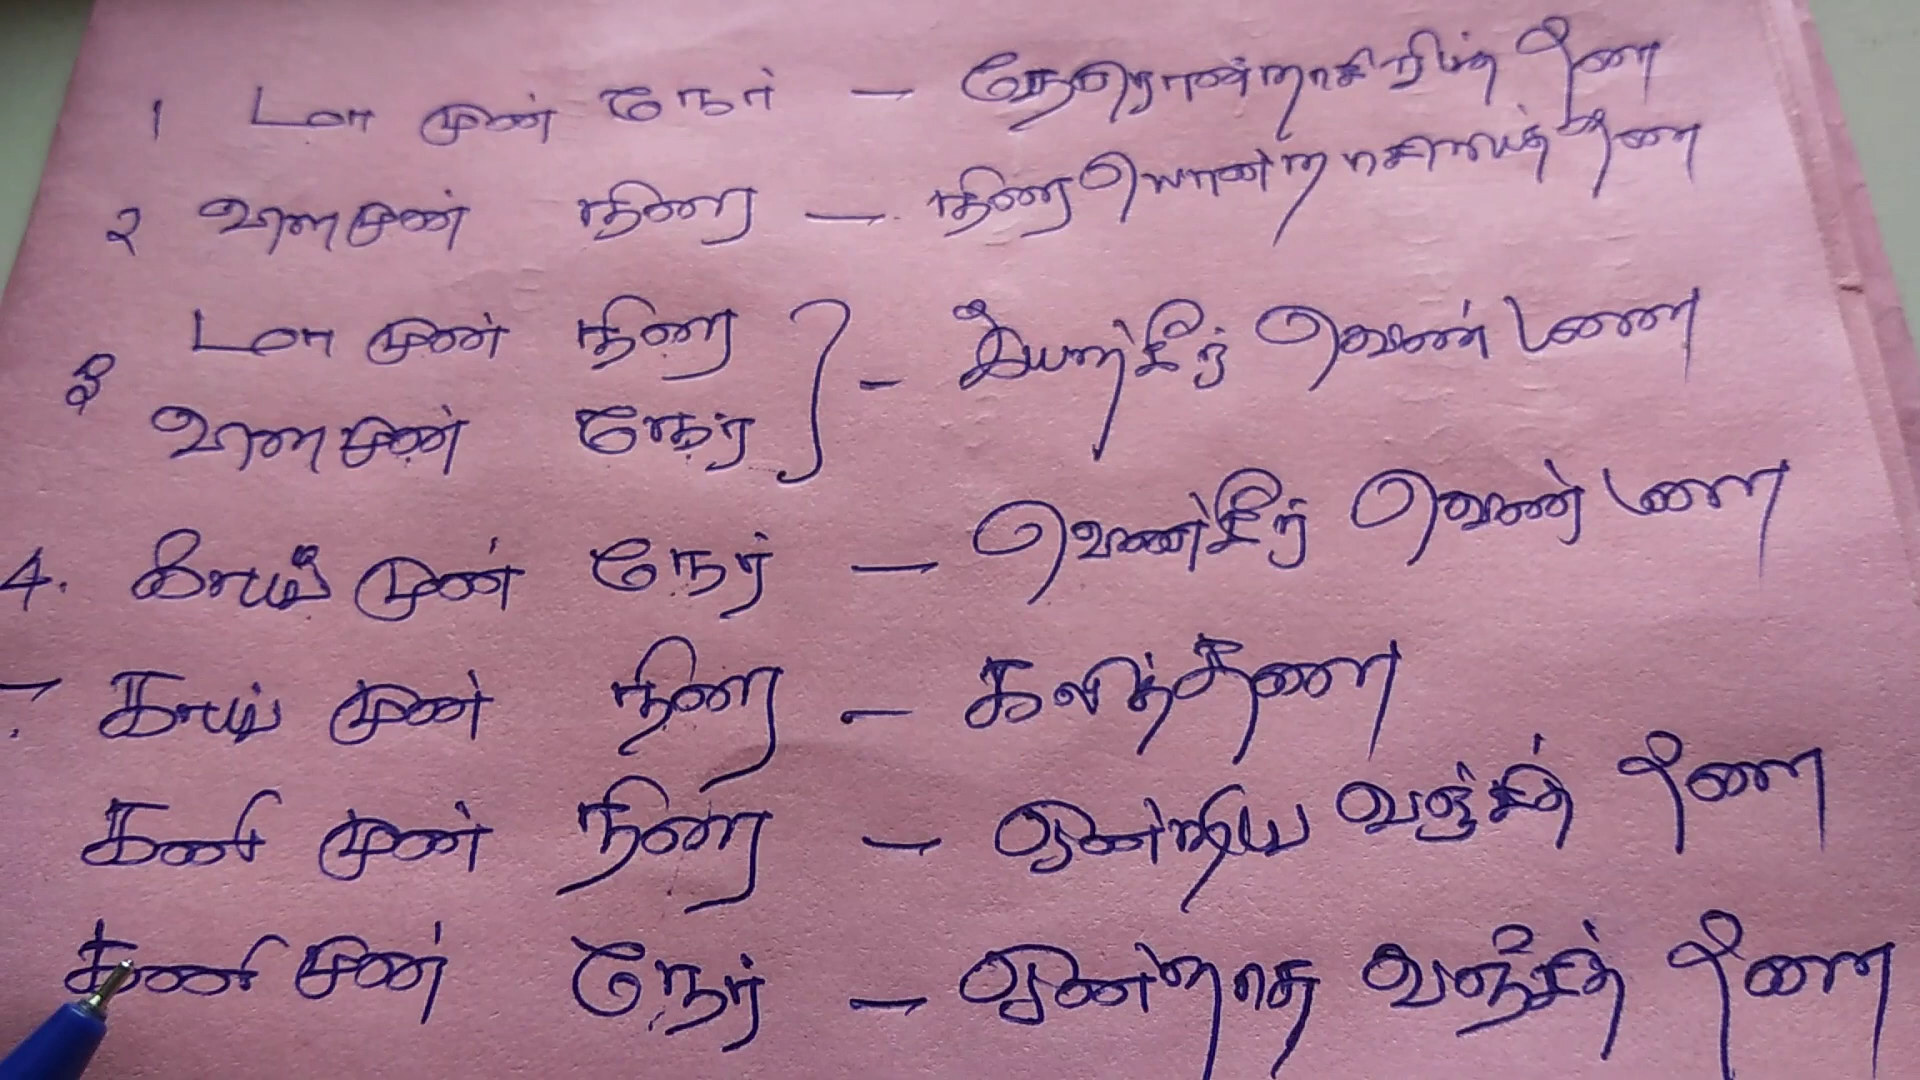 1 மா முன் நேர் – நேரொன்றாசிரியத் தளை
2 விளமுன் நிரை – நிரையொன்றாசிரியத் தளை
மா முன் நிரை
3 } – இயற்சீர் வெண்டளை
விளமுன் நேர்
4. காய் முன் நேர் – வெண்சீர் வெண்டளை
காய் முன் நிரை – கலித்தளை
கனி முன் நிரை – ஒன்றிய வஞ்சித் தளை
கனி முன் நேர் – ஒன்றாத வஞ்சித் தளை